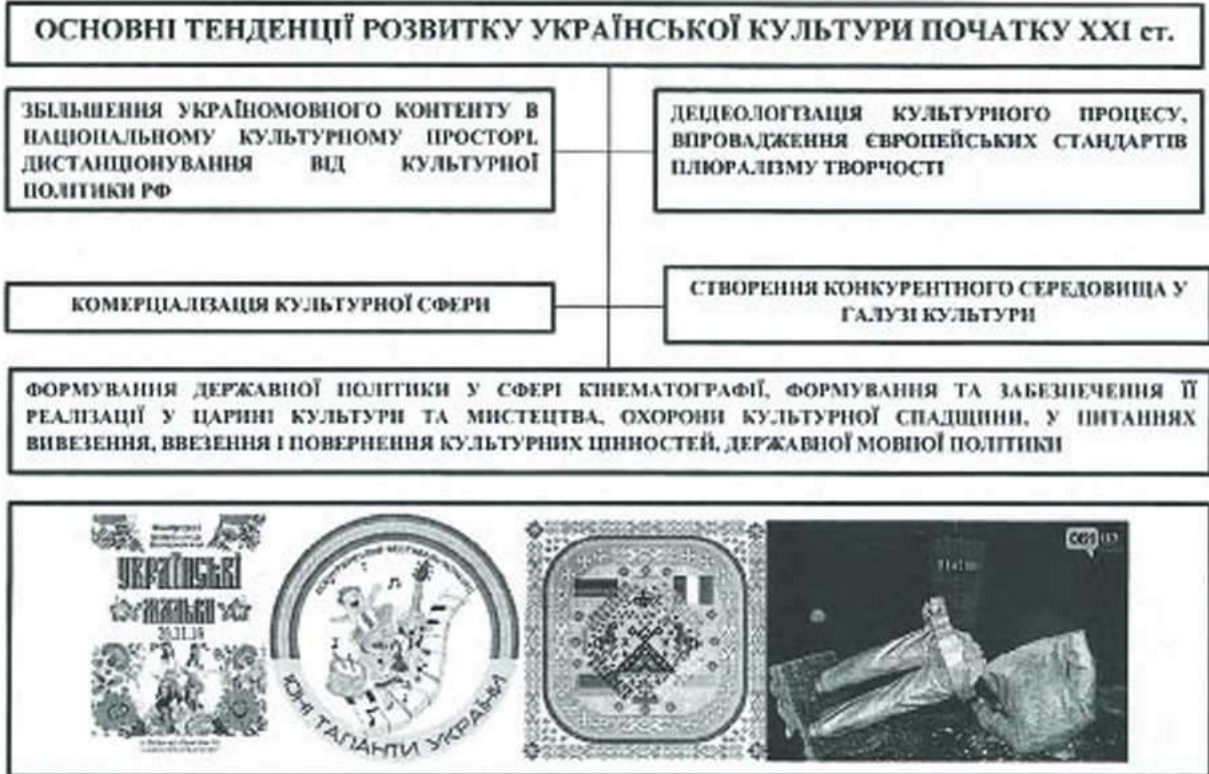 ОСНОВНІ ТЕНДЕНЦІЇ РОЗВИТКУ УКРАЇНСЬКОЇ КУЛЬТУРИ ПОЧАТКУ XXI ст.
ЗБІЛЬШЕННЯ УКРАЇНОМОВНОГО КОНТЕНТУ В
НАЦІОНАЛЬНОМУ КУЛЬТУРНОМУ ПРОСТОРІ,
ДИСТАНЦІОНУВАННЯ ВІД КУЛЬТУРНОЇ
ПОЛІТИКИ РФ
ДЕІДЕОЛОГІЗАЦІЯ КУЛЬТУРНОГО ПРОЦЕСУ,
ВПРОВАДЖЕННЯ ЄВРОПЕЙСЬКИХ СТАНДАРТІВ
ПЛЮРАЛІЗМУ ТВОРЧОСТІ
КОМЕРЦІАЛІЗАЦІЯ КУЛЬТУРНОЇ СФЕРИ
СТВОРЕННЯ КОНКУРЕНТНОГО СЕРЕДОВИЩА У
ГАЛУЗІ КУЛЬТУРИ
ФОРМУВАННЯ ДЕРЖАВНОЇ ПОЛІТИКИ У СФЕРІ КІНЕМАТОГРАФІЇ, ФОРМУВАННЯ ТА ЗАБЕЗПЕЧЕННЯ ЇЇ
РЕАЛІЗАЦІЇ У ЦАРИНІ КУЛЬТУРИ ТА МИСТЕЦТВА, ОХОРОНИ КУЛЬТУРНОЇ СПАДЩИНИ, У ПИТАННЯХ
ВИВЕЗЕННЯ, ВВЕЗЕННЯ І ПОВЕРНЕННЯ КУЛЬТУРНИХ ЦІННОСТЕЙ, ДЕРЖАВНОЇ МОВНОЇ ПОЛІТИКИ
УКРАЇНСЬКІ
ЮНІ ТАЛАНТИ УКРАЇНИ